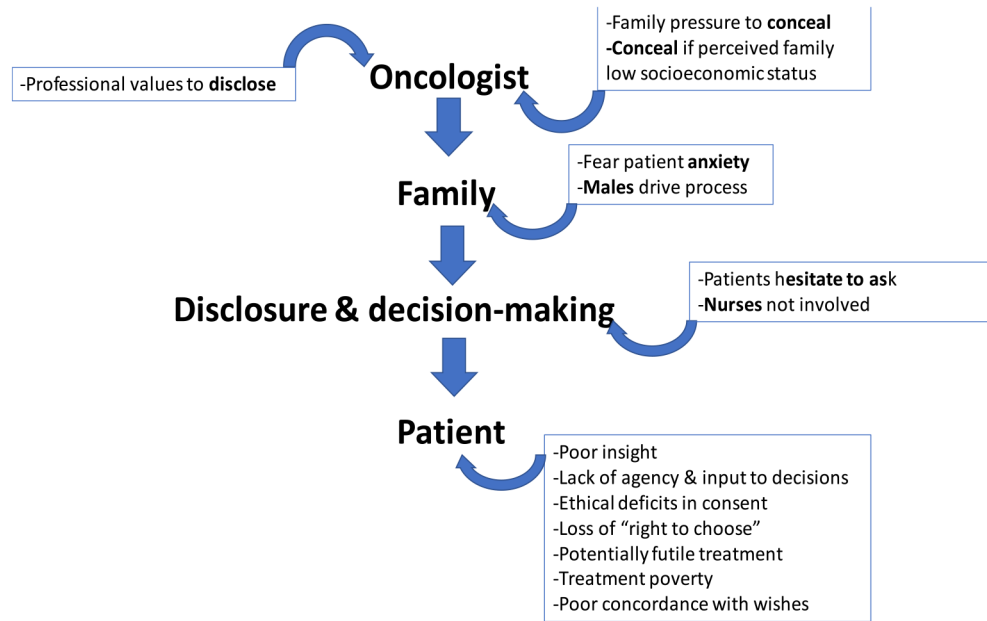 -Family pressure to conceal
-Conceal if perceived family
low socioeconomic status
-Professional values to disclose
Oncologist
-Fear patient anxiety
-Males drive process
Family
-Patients hesitate to ask
-Nurses not involved
Disclosure & decision-making
Patient
-Poor insight
-Lack of agency & input to decisions
-Ethical deficits in consent
-Loss of “right to choose”
-Potentially futile treatment
-Treatment poverty
-Poor concordance with wishes